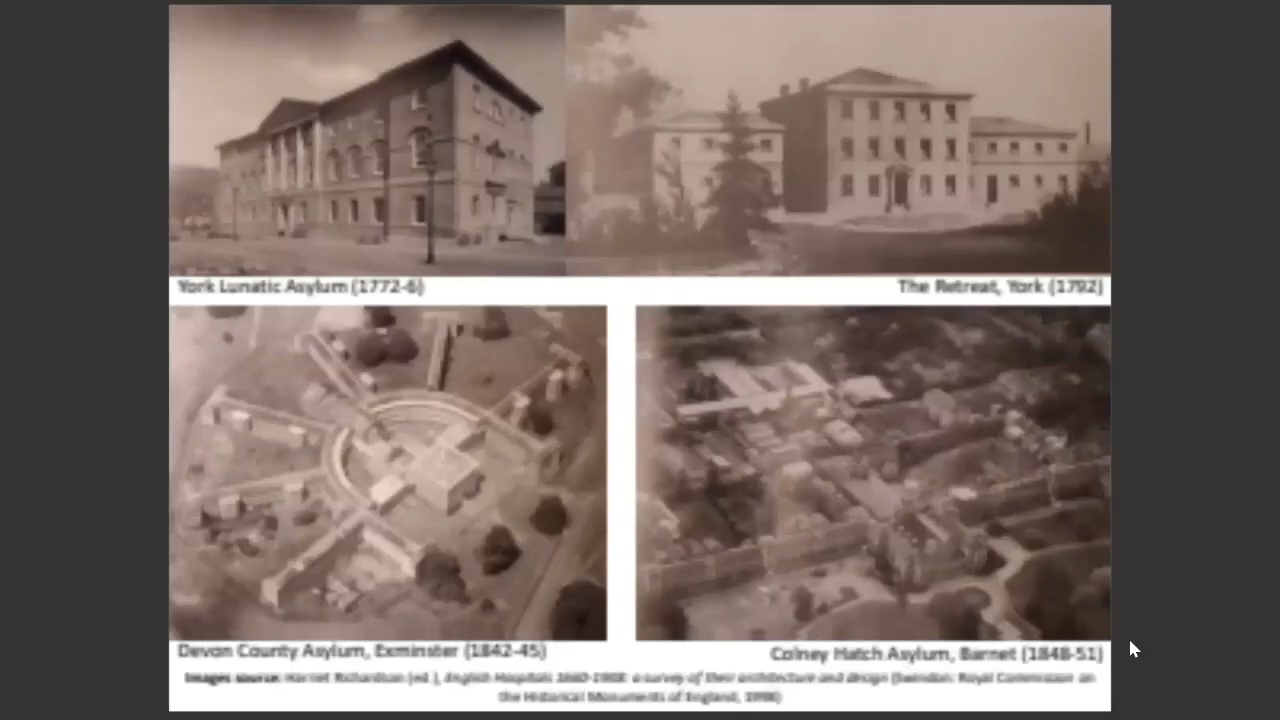 York Lunatic Asylum (1772-6)
The Retreat, York (1792)
Devon County Asylum, Exminster (1842-45)
Colney Hatch Asylum, Barnet (1848-51)
Images source: Harriet Richardson (ed.), English Hospitals 1660-1908: a survey of their architecture and design (Swindon: Royal Commission on
the Historical Monuments of England, 1998)